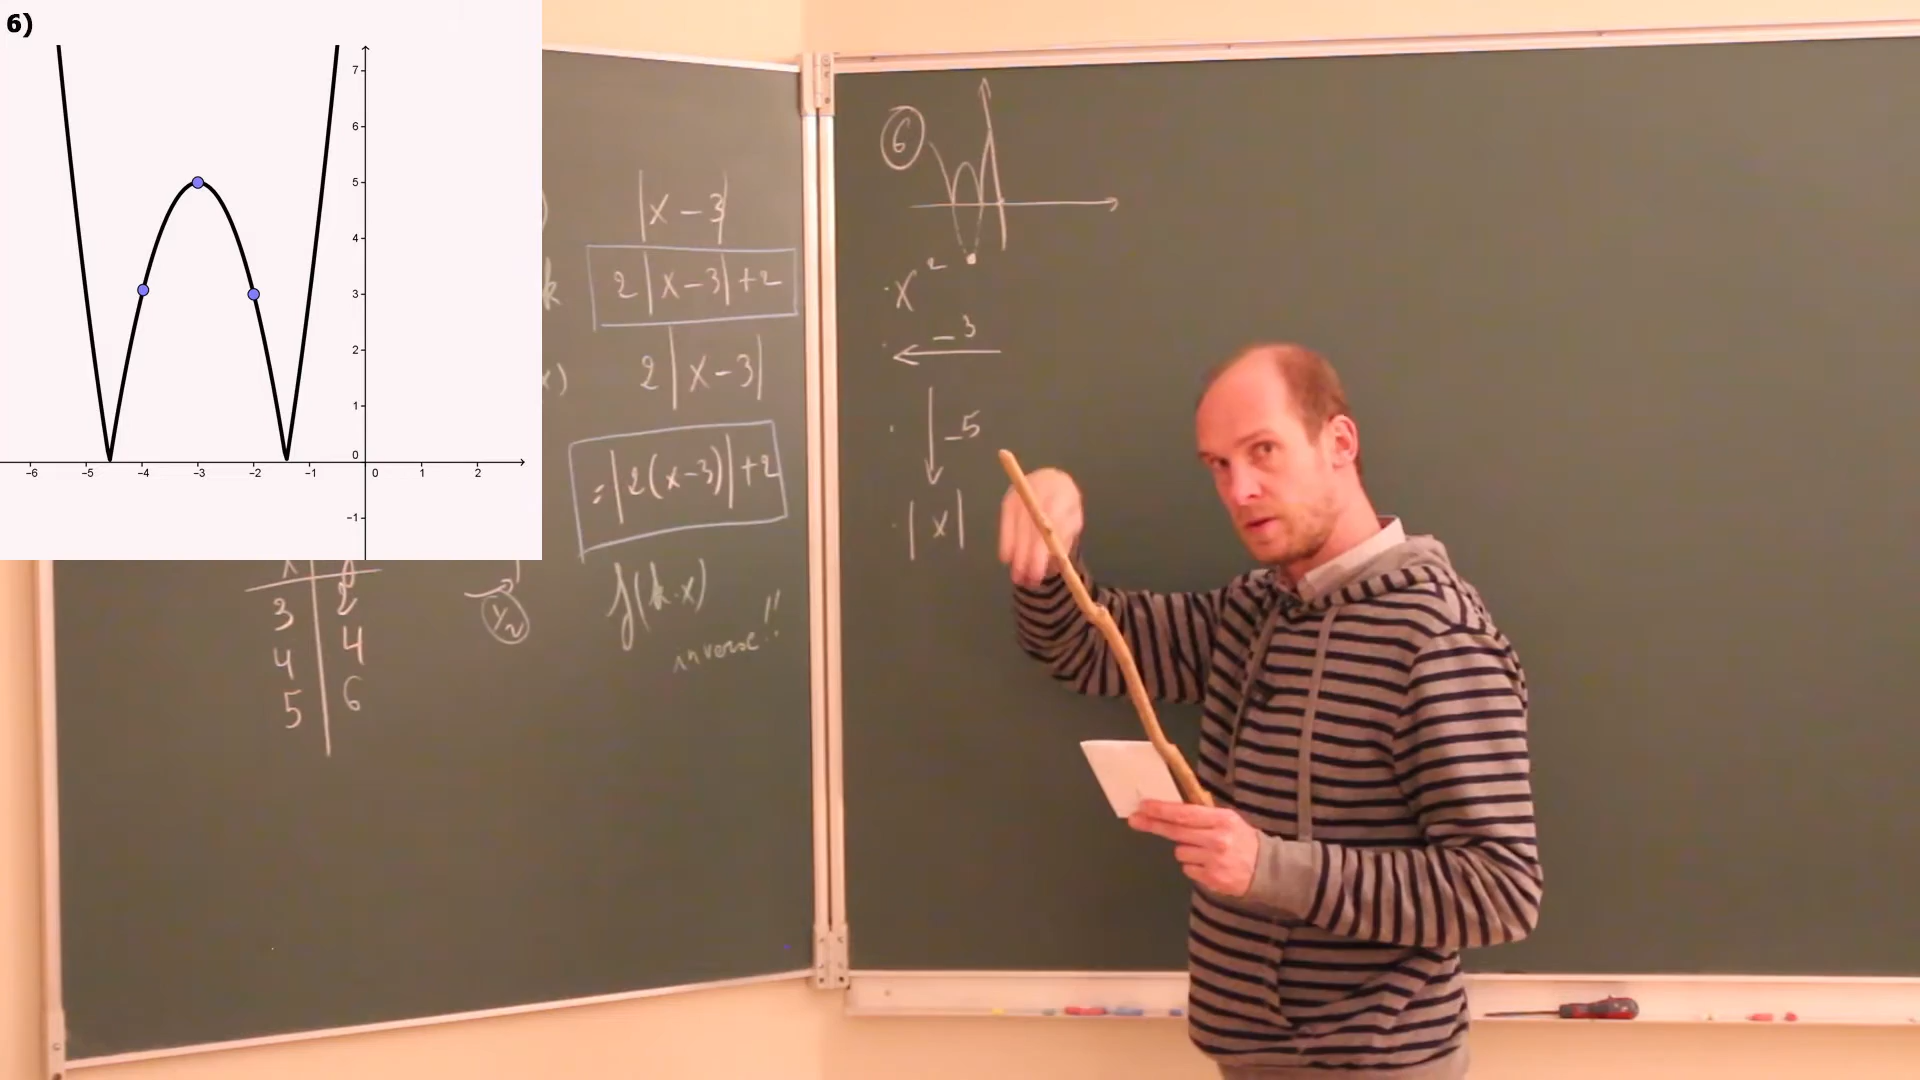 6)
7
6
5
4
3
2
1
0
-6 -5 -4 -3 -2 -1 0 1 2
-1
|x-3|
k 2|x-3|+2
x) 2|x-3|
=|2(x-3)|+2
f(k·x)
inverse!!
1/2
3 2
4 4
5 6
6
·x²
-3
-5
·|x|